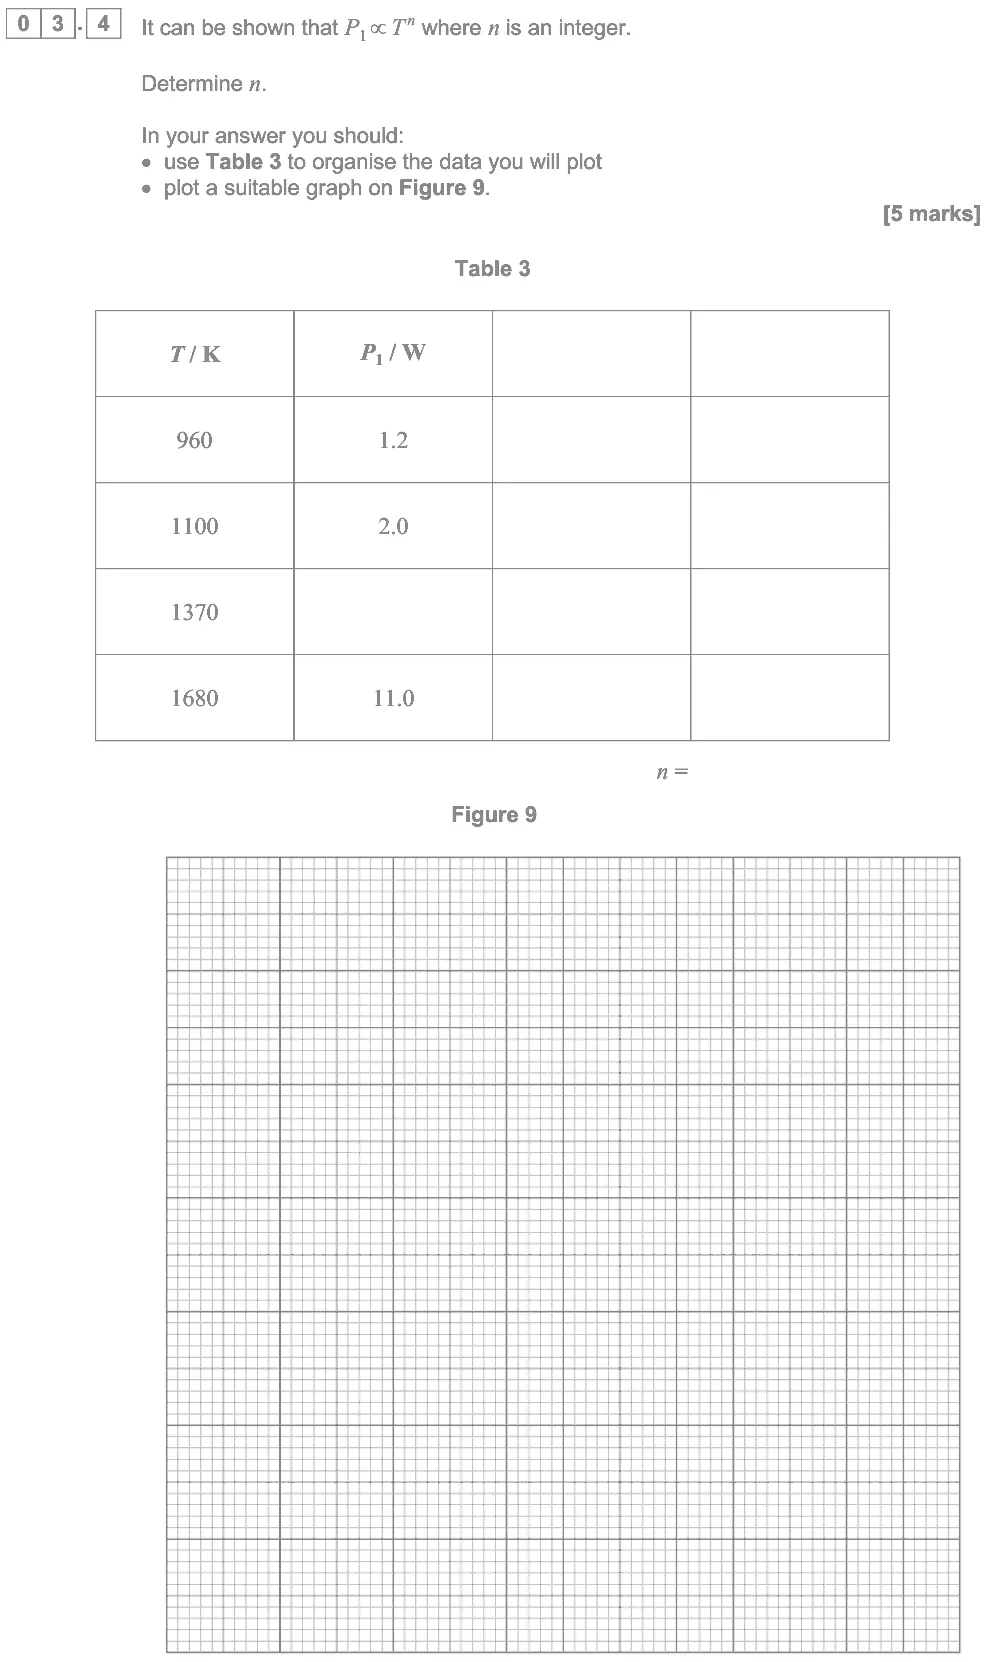 0 3 . 4 It can be shown that P₁ ∝ Tⁿ where n is an integer.
Determine n.
In your answer you should:
• use Table 3 to organise the data you will plot
• plot a suitable graph on Figure 9.
[5 marks]
Table 3
T / K P₁ / W
960 1.2
1100 2.0
1370
1680 11.0
n =
Figure 9